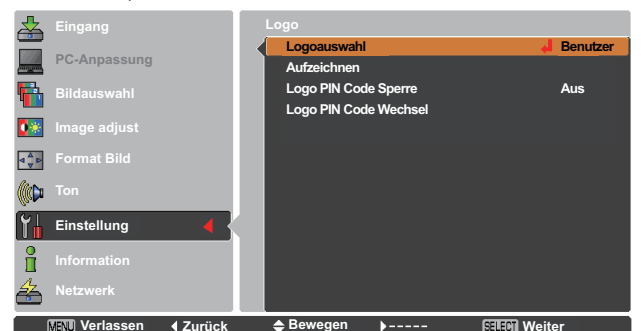 Eingang
PC-Anpassung
Bildauswahl
Image adjust
Format Bild
Ton
Einstellung
Information
Netzwerk
Logo
Logoauswahl Benutzer
Aufzeichnen
Logo PIN Code Sperre Aus
Logo PIN Code Wechsel
MENU Verlassen Zurück Bewegen ----- SELECT Weiter